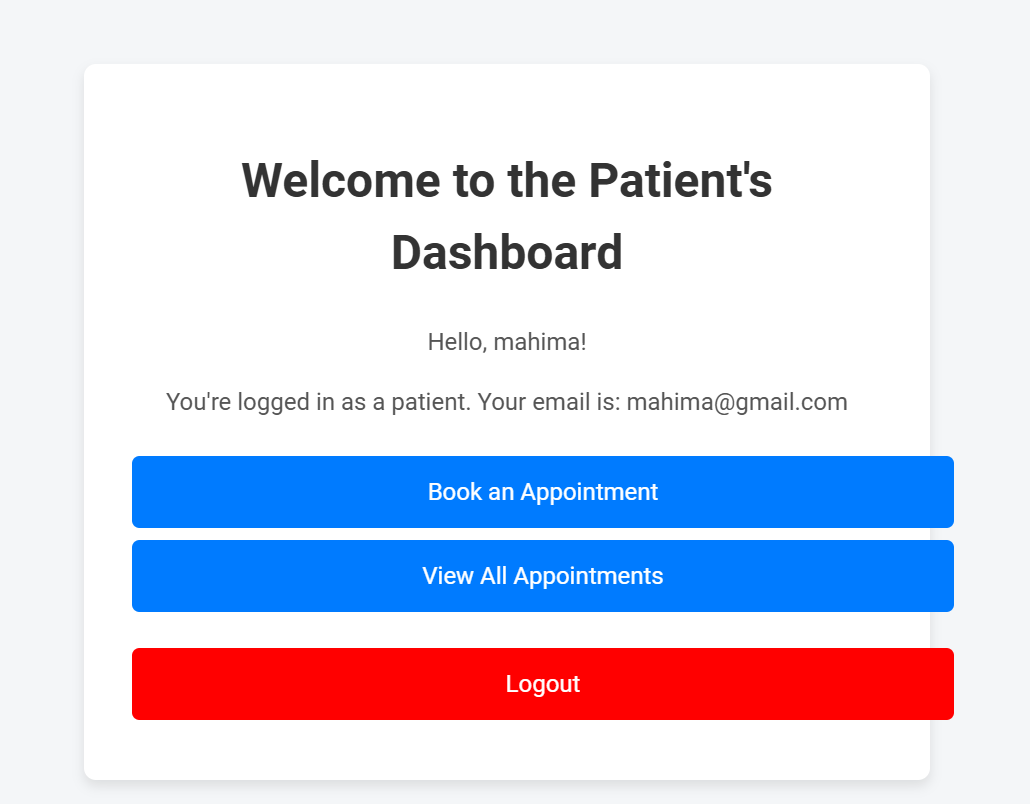 Welcome to the Patient's
Dashboard
Hello, mahima!
You're logged in as a patient. Your email is: mahima@gmail.com
Book an Appointment
View All Appointments
Logout